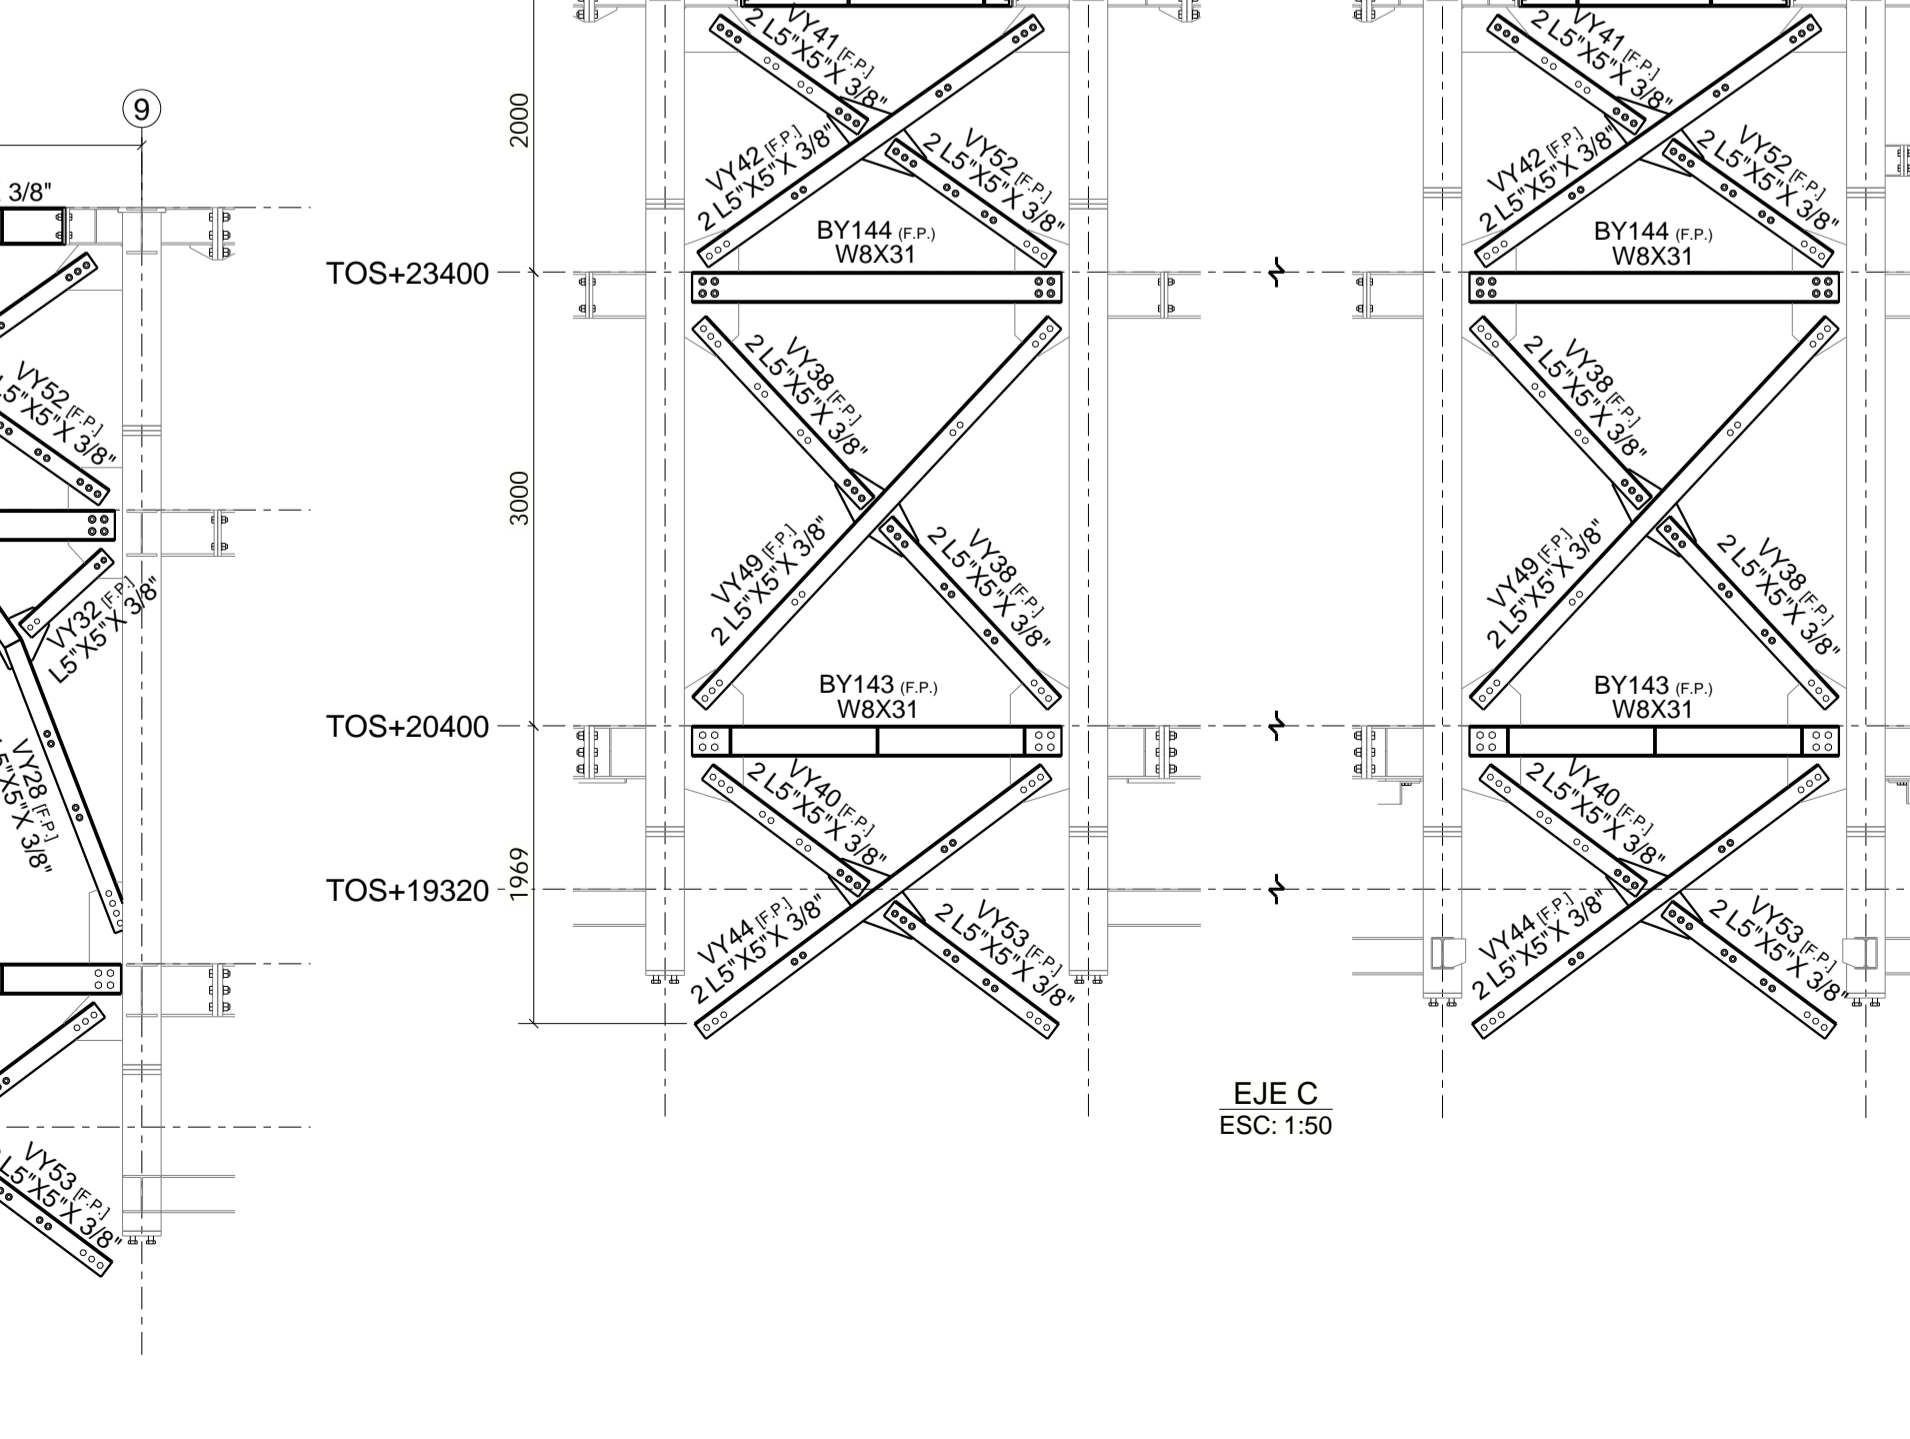 9
3/8"
VY52 [F.P.]
L5"X5"X 3/8"
VY32 [F.P.]
L5"X5"X 3/8"
VY28 [F.P.]
5"X5"X 3/8"
VY53 [F.P.]
L5"X5"X 3/8"
2000
3000
1969
TOS+23400
TOS+20400
TOS+19320
VY41 [F.P.]
2 L5"X5"X 3/8"
VY42 [F.P.]
2 L5"X5"X 3/8"
VY52 [F.P.]
2 L5"X5"X 3/8"
BY144 (F.P.)
W8X31
VY38 [F.P.]
2 L5"X5"X 3/8"
VY49 [F.P.]
2 L5"X5"X 3/8"
VY38 [F.P.]
2 L5"X5"X 3/8"
BY143 (F.P.)
W8X31
VY40 [F.P.]
2 L5"X5"X 3/8"
VY44 [F.P.]
2 L5"X5"X 3/8"
VY53 [F.P.]
2 L5"X5"X 3/8"
VY41 [F.P.]
2 L5"X5"X 3/8"
VY42 [F.P.]
2 L5"X5"X 3/8"
VY52 [F.P.]
2 L5"X5"X 3/8"
BY144 (F.P.)
W8X31
VY38 [F.P.]
2 L5"X5"X 3/8"
VY49 [F.P.]
2 L5"X5"X 3/8"
VY38 [F.P.]
2 L5"X5"X 3/8"
BY143 (F.P.)
W8X31
VY40 [F.P.]
2 L5"X5"X 3/8"
VY44 [F.P.]
2 L5"X5"X 3/8"
VY53 [F.P.]
2 L5"X5"X 3/8"
EJE C
ESC: 1:50